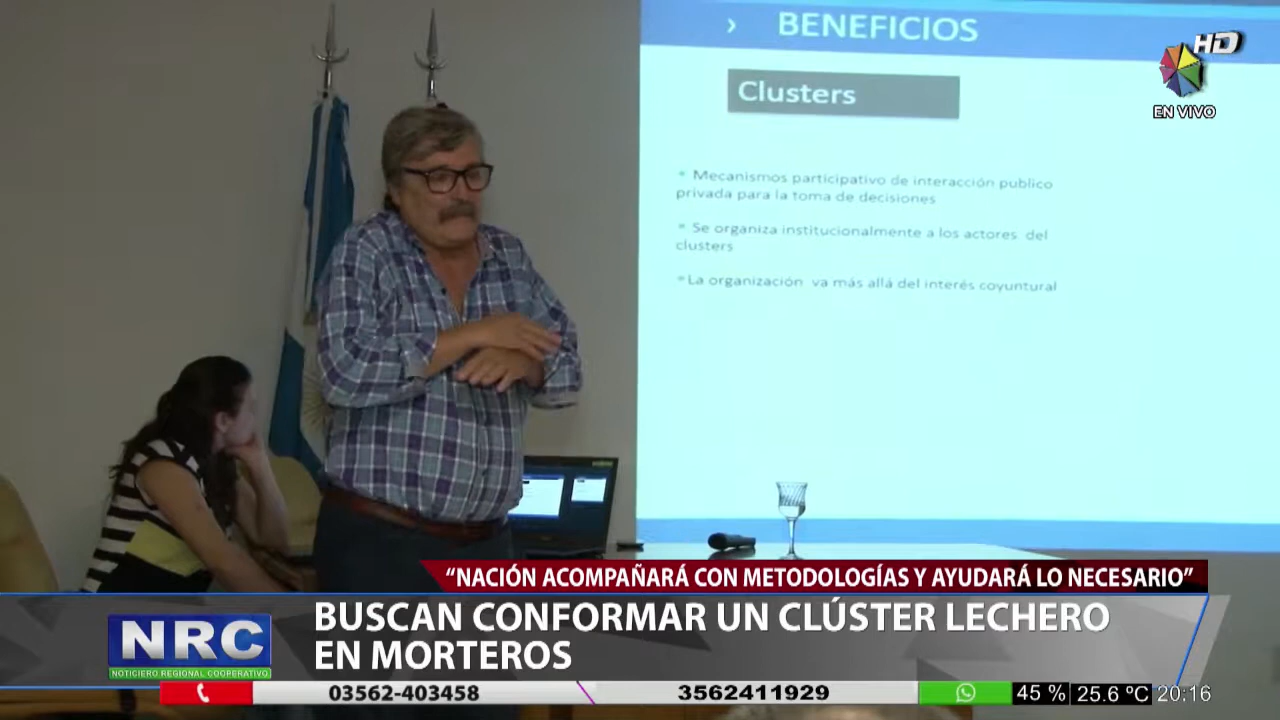 › BENEFICIOS
HD
EN VIVO
Clusters
Mecanismos participativo de interacción publico
privada para la toma de decisiones
Se organiza institucionalmente a los actores del
clusters
La organización va más allá del interés coyuntural
“NACIÓN ACOMPAÑARÁ CON METODOLOGÍAS Y AYUDARÁ LO NECESARIO”
BUSCAN CONFORMAR UN CLÚSTER LECHERO
EN MORTEROS
NRC
NOTICIERO REGIONAL COOPERATIVO
03562-403458 3562411929 45 % 25.6 ºC 20:16